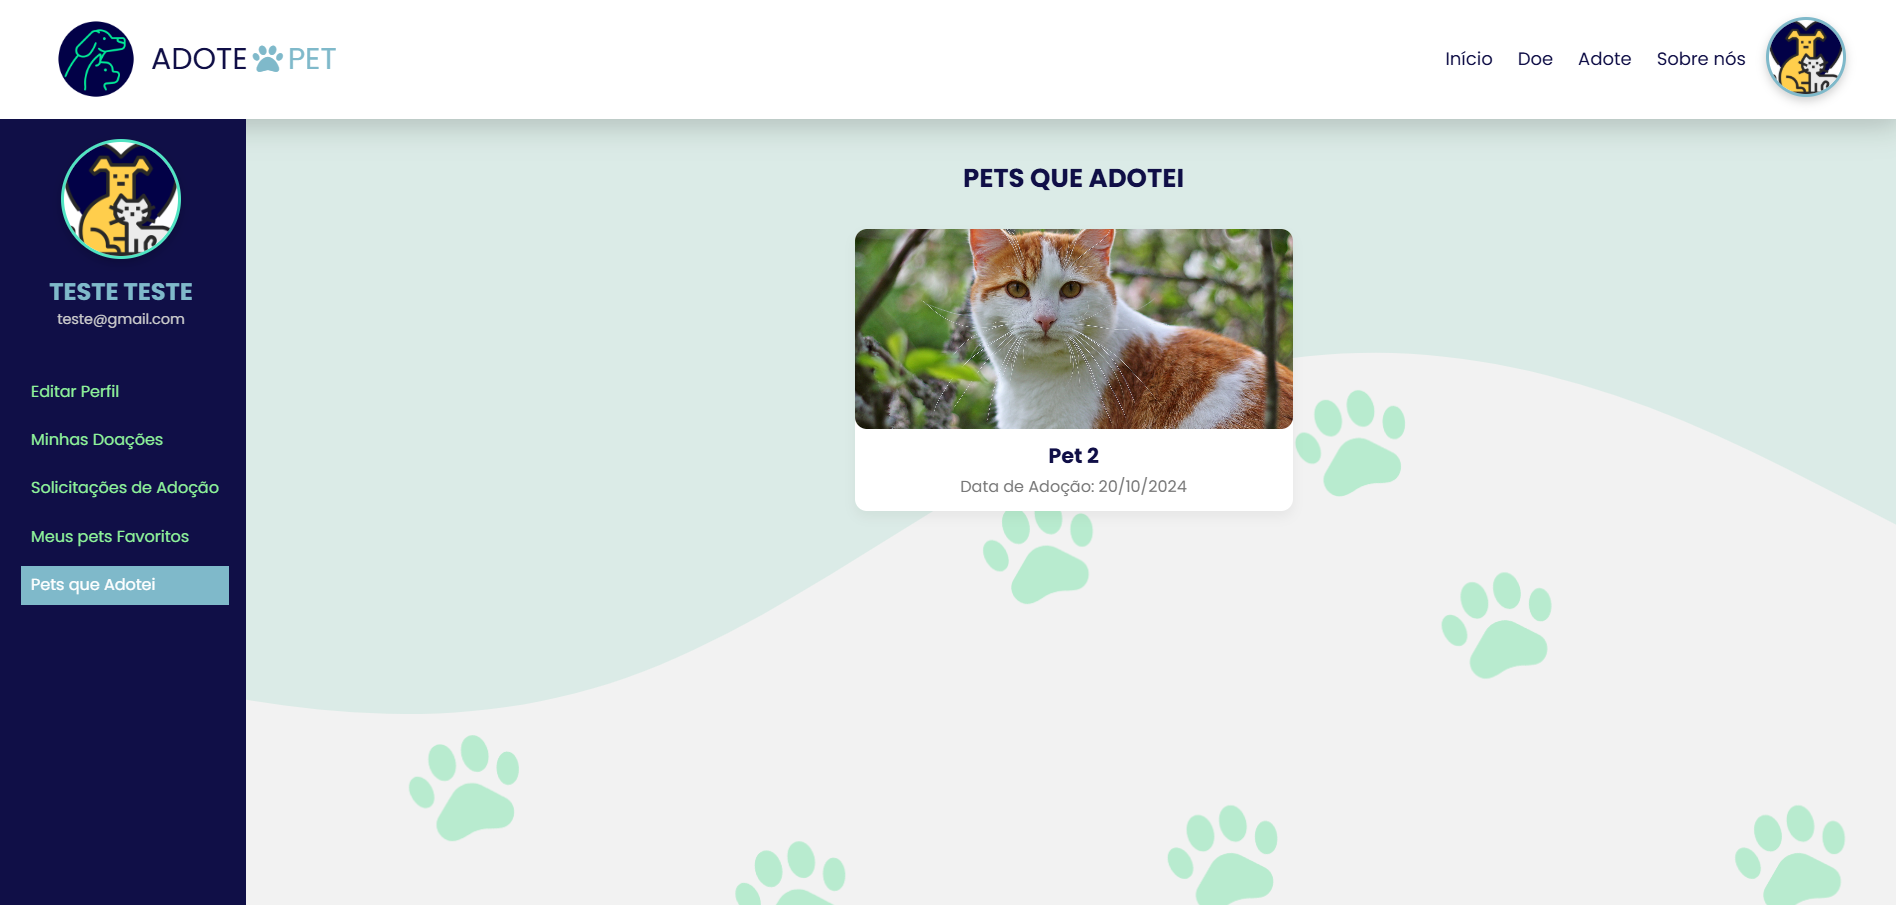 ADOTE PET
Início Doe Adote Sobre nós
TESTE TESTE
teste@gmail.com
Editar Perfil
Minhas Doações
Solicitações de Adoção
Meus pets Favoritos
Pets que Adotei
PETS QUE ADOTEI
Pet 2
Data de Adoção: 20/10/2024